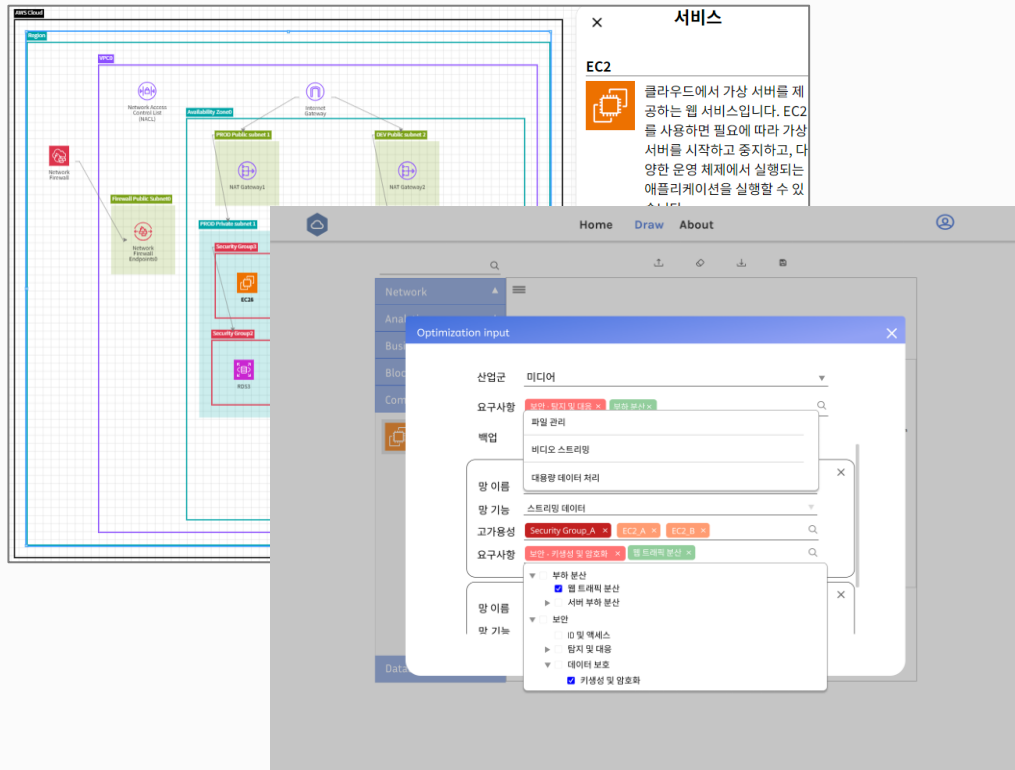 AWS Cloud
Region
VPC0
Network Access
Control List
(NACL)
Internet
Gateway
Availability Zone0
PROD Public subnet 1
DEV Public subnet 2
NAT Gateway1
NAT Gateway2
Network
Firewall
Firewall Public Subnet0
Network
Firewall
Endpoints0
PROD Private subnet 1
Security Group1
Security Group2
RDS3
서비스
EC2
클라우드에서 가상 서버를 제
공하는 웹 서비스입니다. EC2
를 사용하면 필요에 따라 가상
서버를 시작하고 중지하고, 다
양한 운영 체제에서 실행되는
애플리케이션을 실행할 수 있
Home Draw About
Network
Optimization input
산업군 미디어
요구사항 보안 - 탐지 및 대응 × 부하 분산 ×
파일 관리
백업
비디오 스트리밍
대용량 데이터 처리
망 이름
망 기능 스트리밍 데이터
고가용성 Security Group_A × EC2_A × EC2_B ×
요구사항 보안 - 키생성 및 암호화 × 웹 트래픽 분산 ×
부하 분산
웹 트래픽 분산
서버 부하 분산
보안
ID 및 액세스
탐지 및 대응
데이터 보호
키생성 및 암호화
망 이름
망 기능
Data